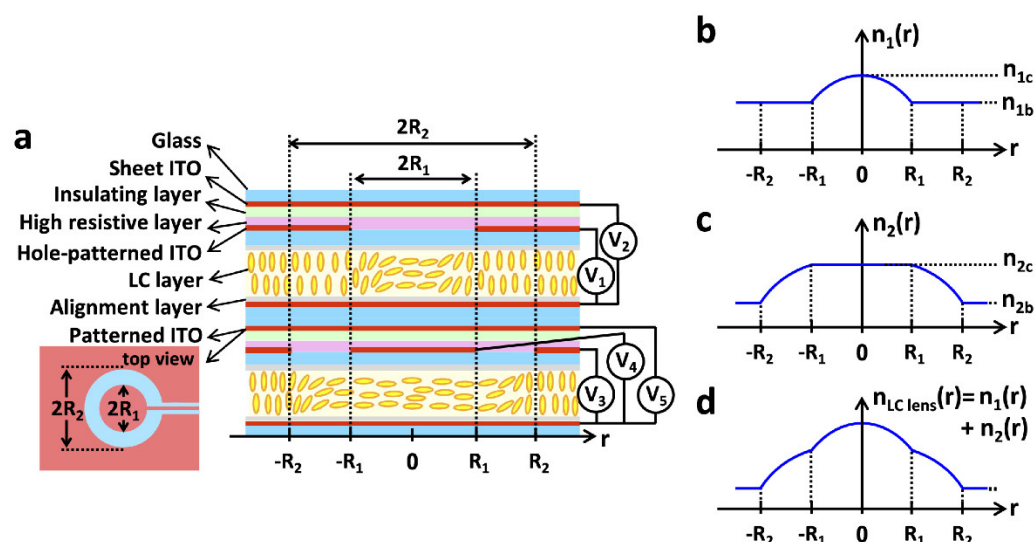 a
Glass
Sheet ITO
Insulating layer
High resistive layer
Hole-patterned ITO
LC layer
Alignment layer
Patterned ITO
top view
2R₂
2R₁
2R₂
2R₁
V₂
V₁
V₄
V₃
V₅
-R₂
-R₁
0
R₁
R₂
r
b
n₁(r)
n₁c
n₁b
r
-R₂
-R₁
0
R₁
R₂
c
n₂(r)
n₂c
n₂b
r
-R₂
-R₁
0
R₁
R₂
d
n_LC lens(r)= n₁(r)
+ n₂(r)
r
-R₂
-R₁
0
R₁
R₂